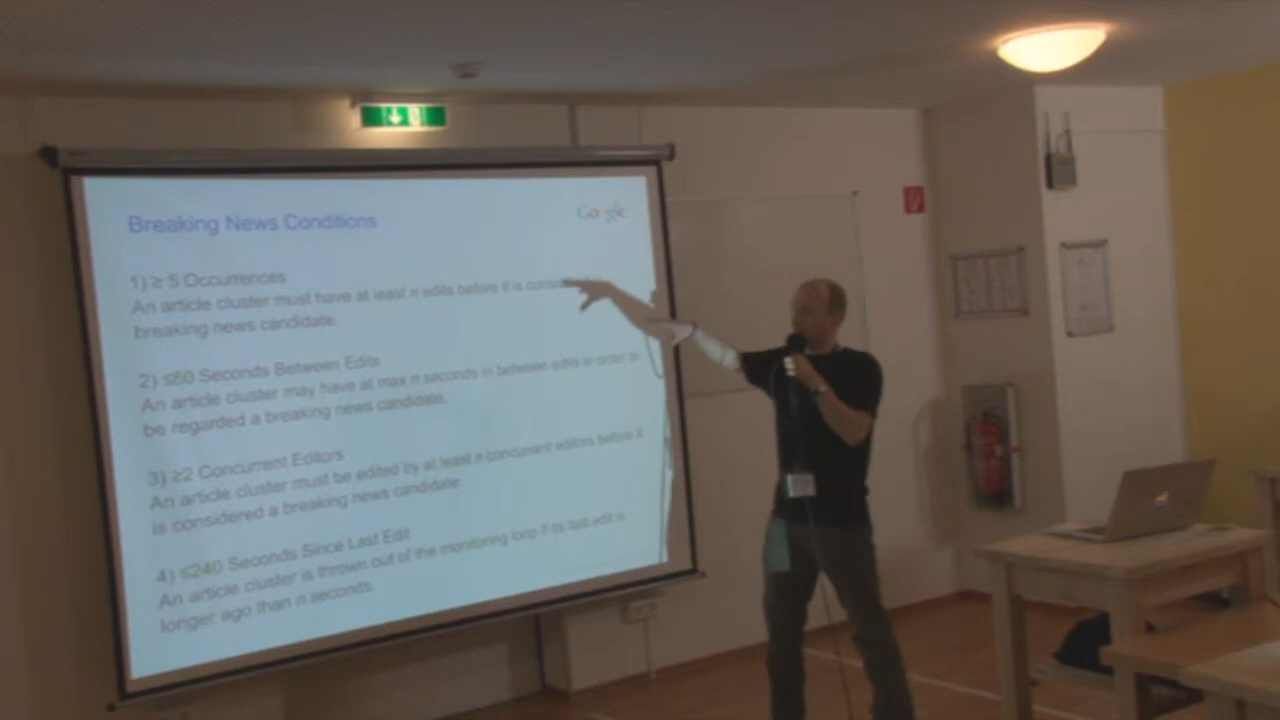 Breaking News Conditions
Google
1) ≥ 5 Occurrences
An article cluster must have at least n edits before it is
breaking news candidate.
2) ≤60 Seconds Between Edits
An article cluster may have at max n seconds in between edits in order to
be regarded a breaking news candidate.
3) ≥2 Concurrent Editors
An article cluster must be edited by at least n concurrent editors before it
is considered a breaking news candidate.
4) ≤240 Seconds Since Last Edit
An article cluster is thrown out of the monitoring loop if its last edit is
longer ago than n seconds.